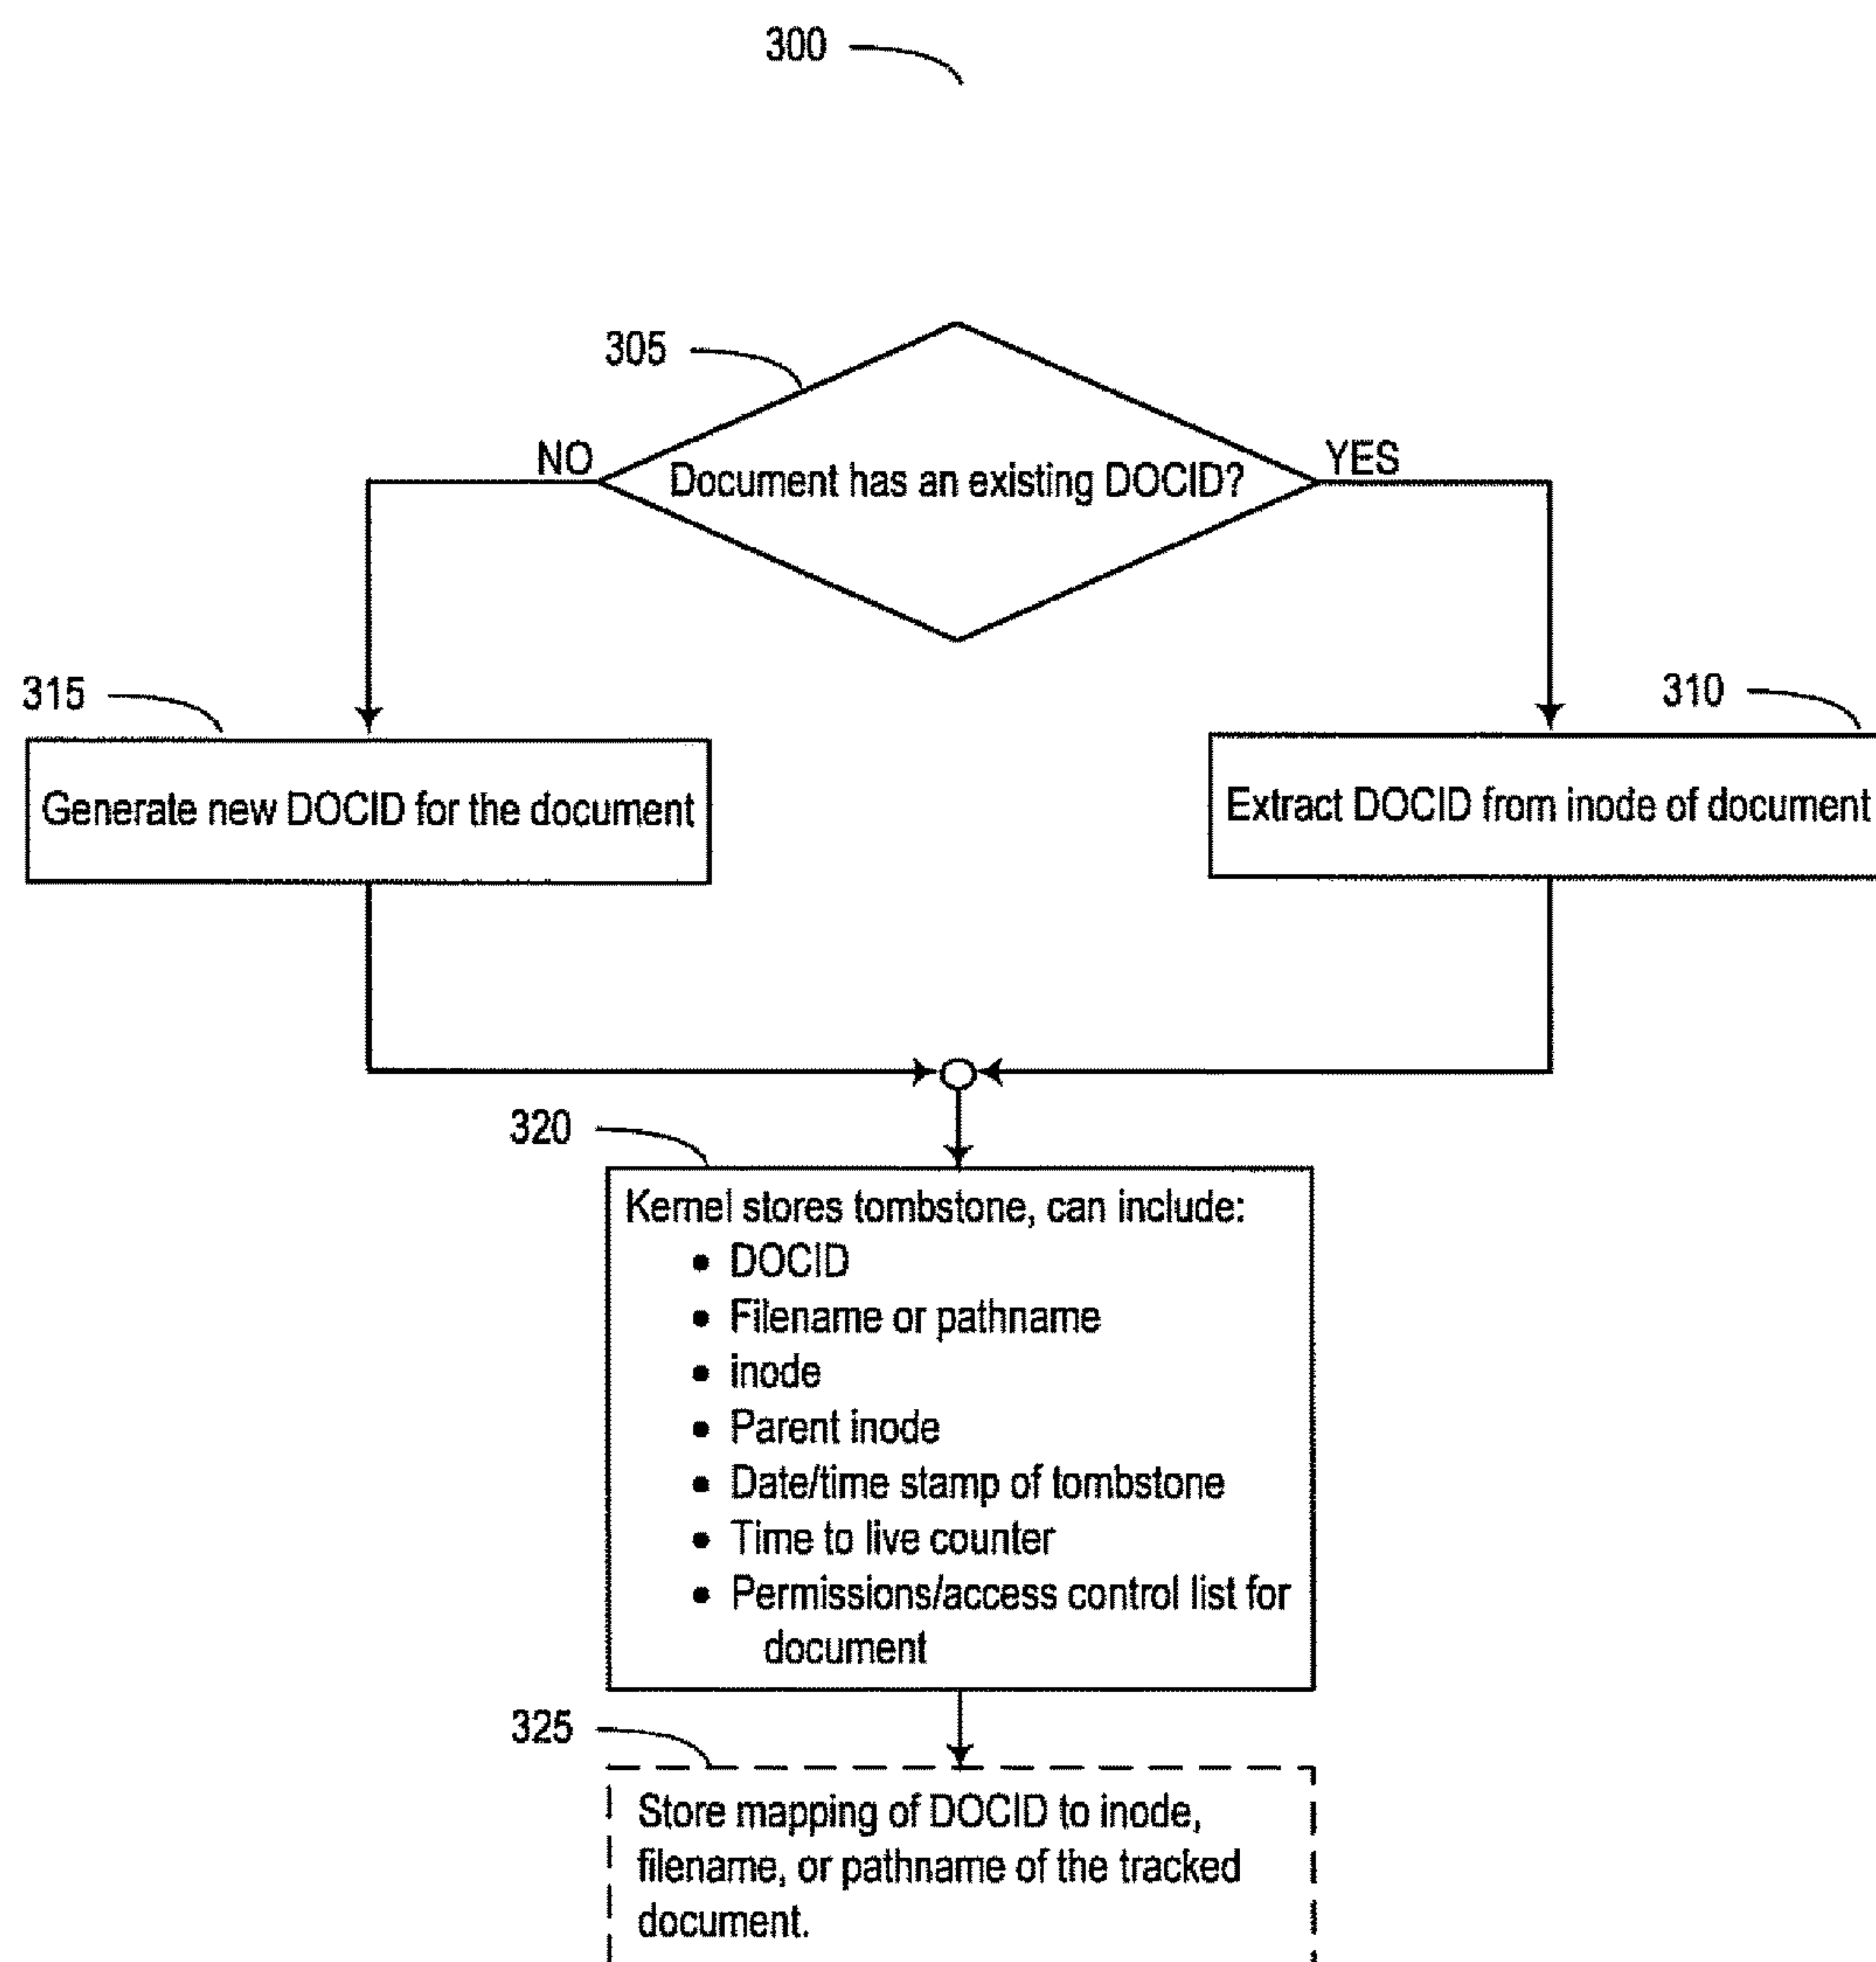 300
305
NO
Document has an existing DOCID?
YES
315
310
Generate new DOCID for the document
Extract DOCID from inode of document
320
Kernel stores tombstone, can include:
• DOCID
• Filename or pathname
• inode
• Parent inode
• Date/time stamp of tombstone
• Time to live counter
• Permissions/access control list for
document
325
Store mapping of DOCID to inode,
filename, or pathname of the tracked
document.